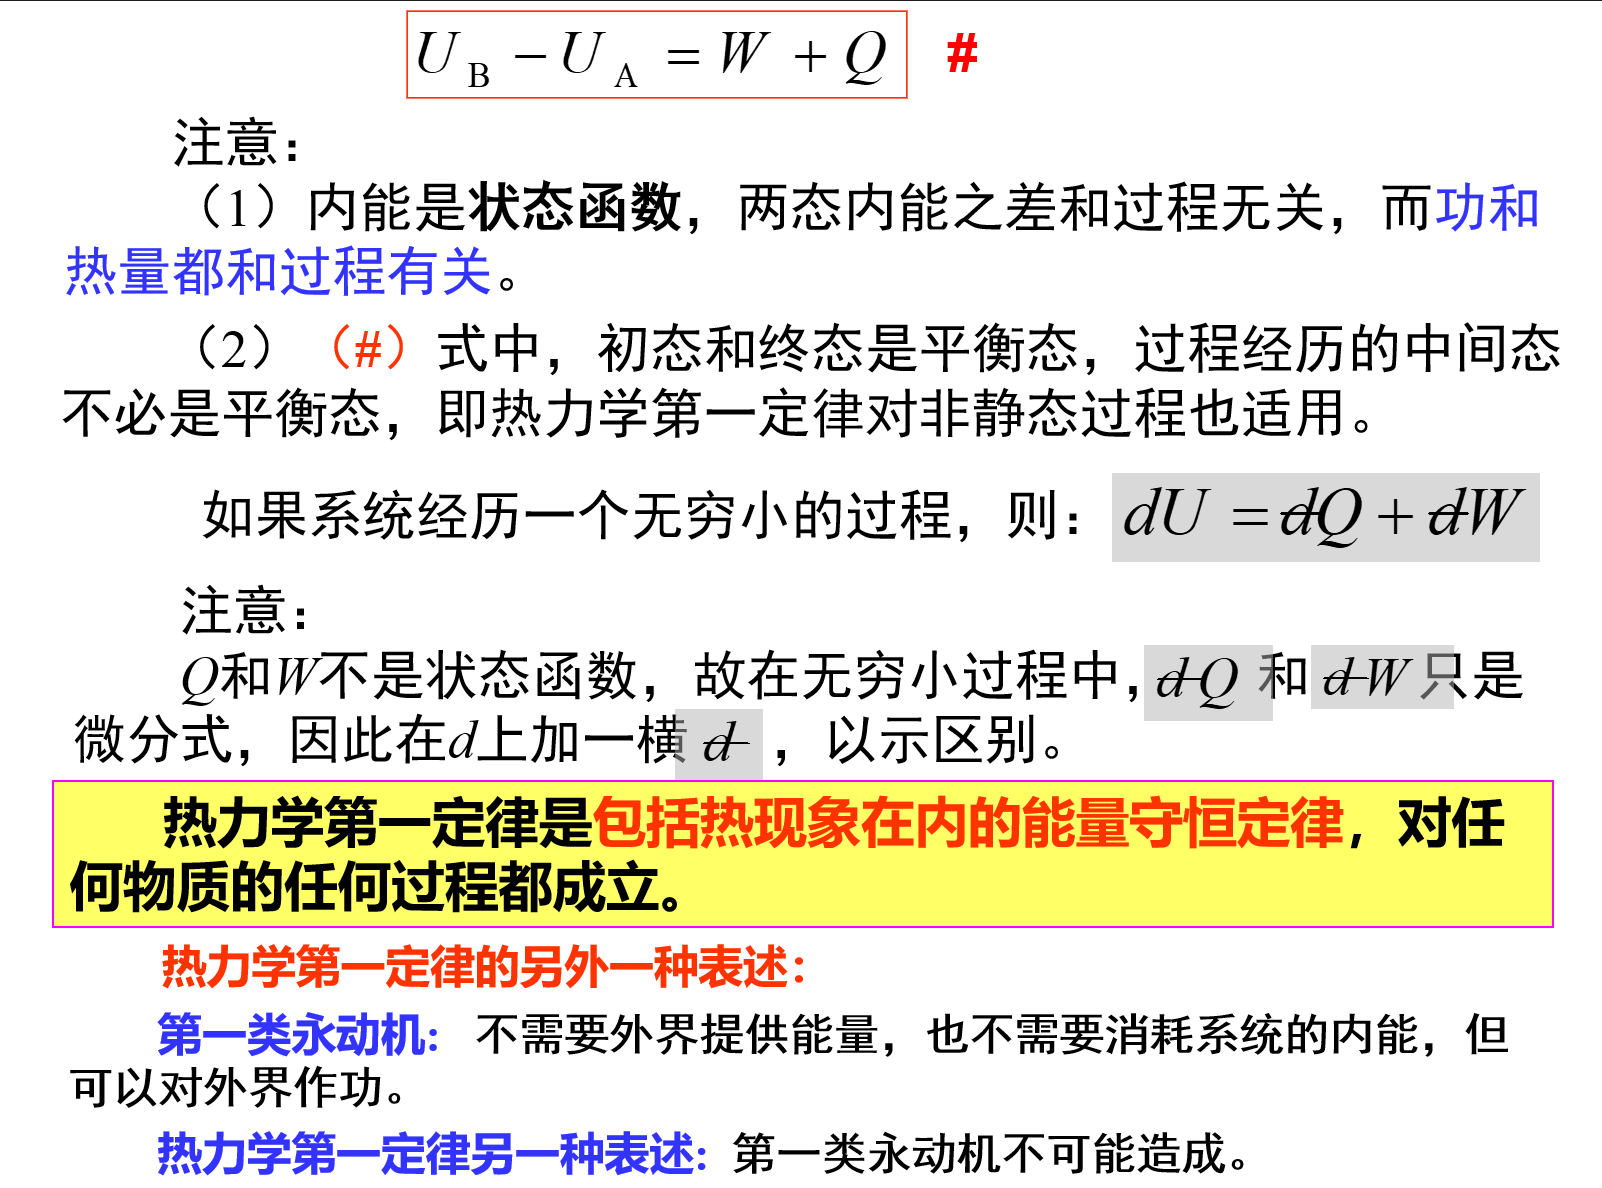 U_B − U_A = W + Q #
注意：
（1）内能是状态函数，两态内能之差和过程无关，而功和
热量都和过程有关。
（2）（#）式中，初态和终态是平衡态，过程经历的中间态
不必是平衡态，即热力学第一定律对非静态过程也适用。
如果系统经历一个无穷小的过程，则：dU = đQ + đW
注意：
Q和W不是状态函数，故在无穷小过程中，đQ 和 đW 只是
微分式，因此在d上加一横 đ ，以示区别。
热力学第一定律是包括热现象在内的能量守恒定律，对任
何物质的任何过程都成立。
热力学第一定律的另外一种表述：
第一类永动机： 不需要外界提供能量，也不需要消耗系统的内能，但
可以对外界作功。
热力学第一定律另一种表述：第一类永动机不可能造成。